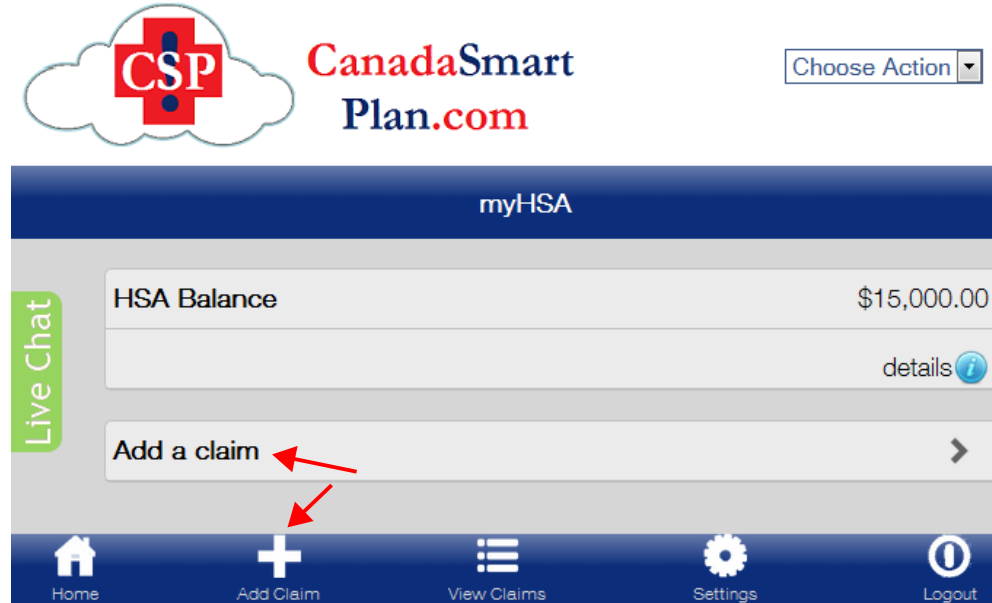 CSP
CanadaSmart
Plan.com
Choose Action
myHSA
Live Chat
HSA Balance $15,000.00
details i
Add a claim
Home Add Claim View Claims Settings Logout